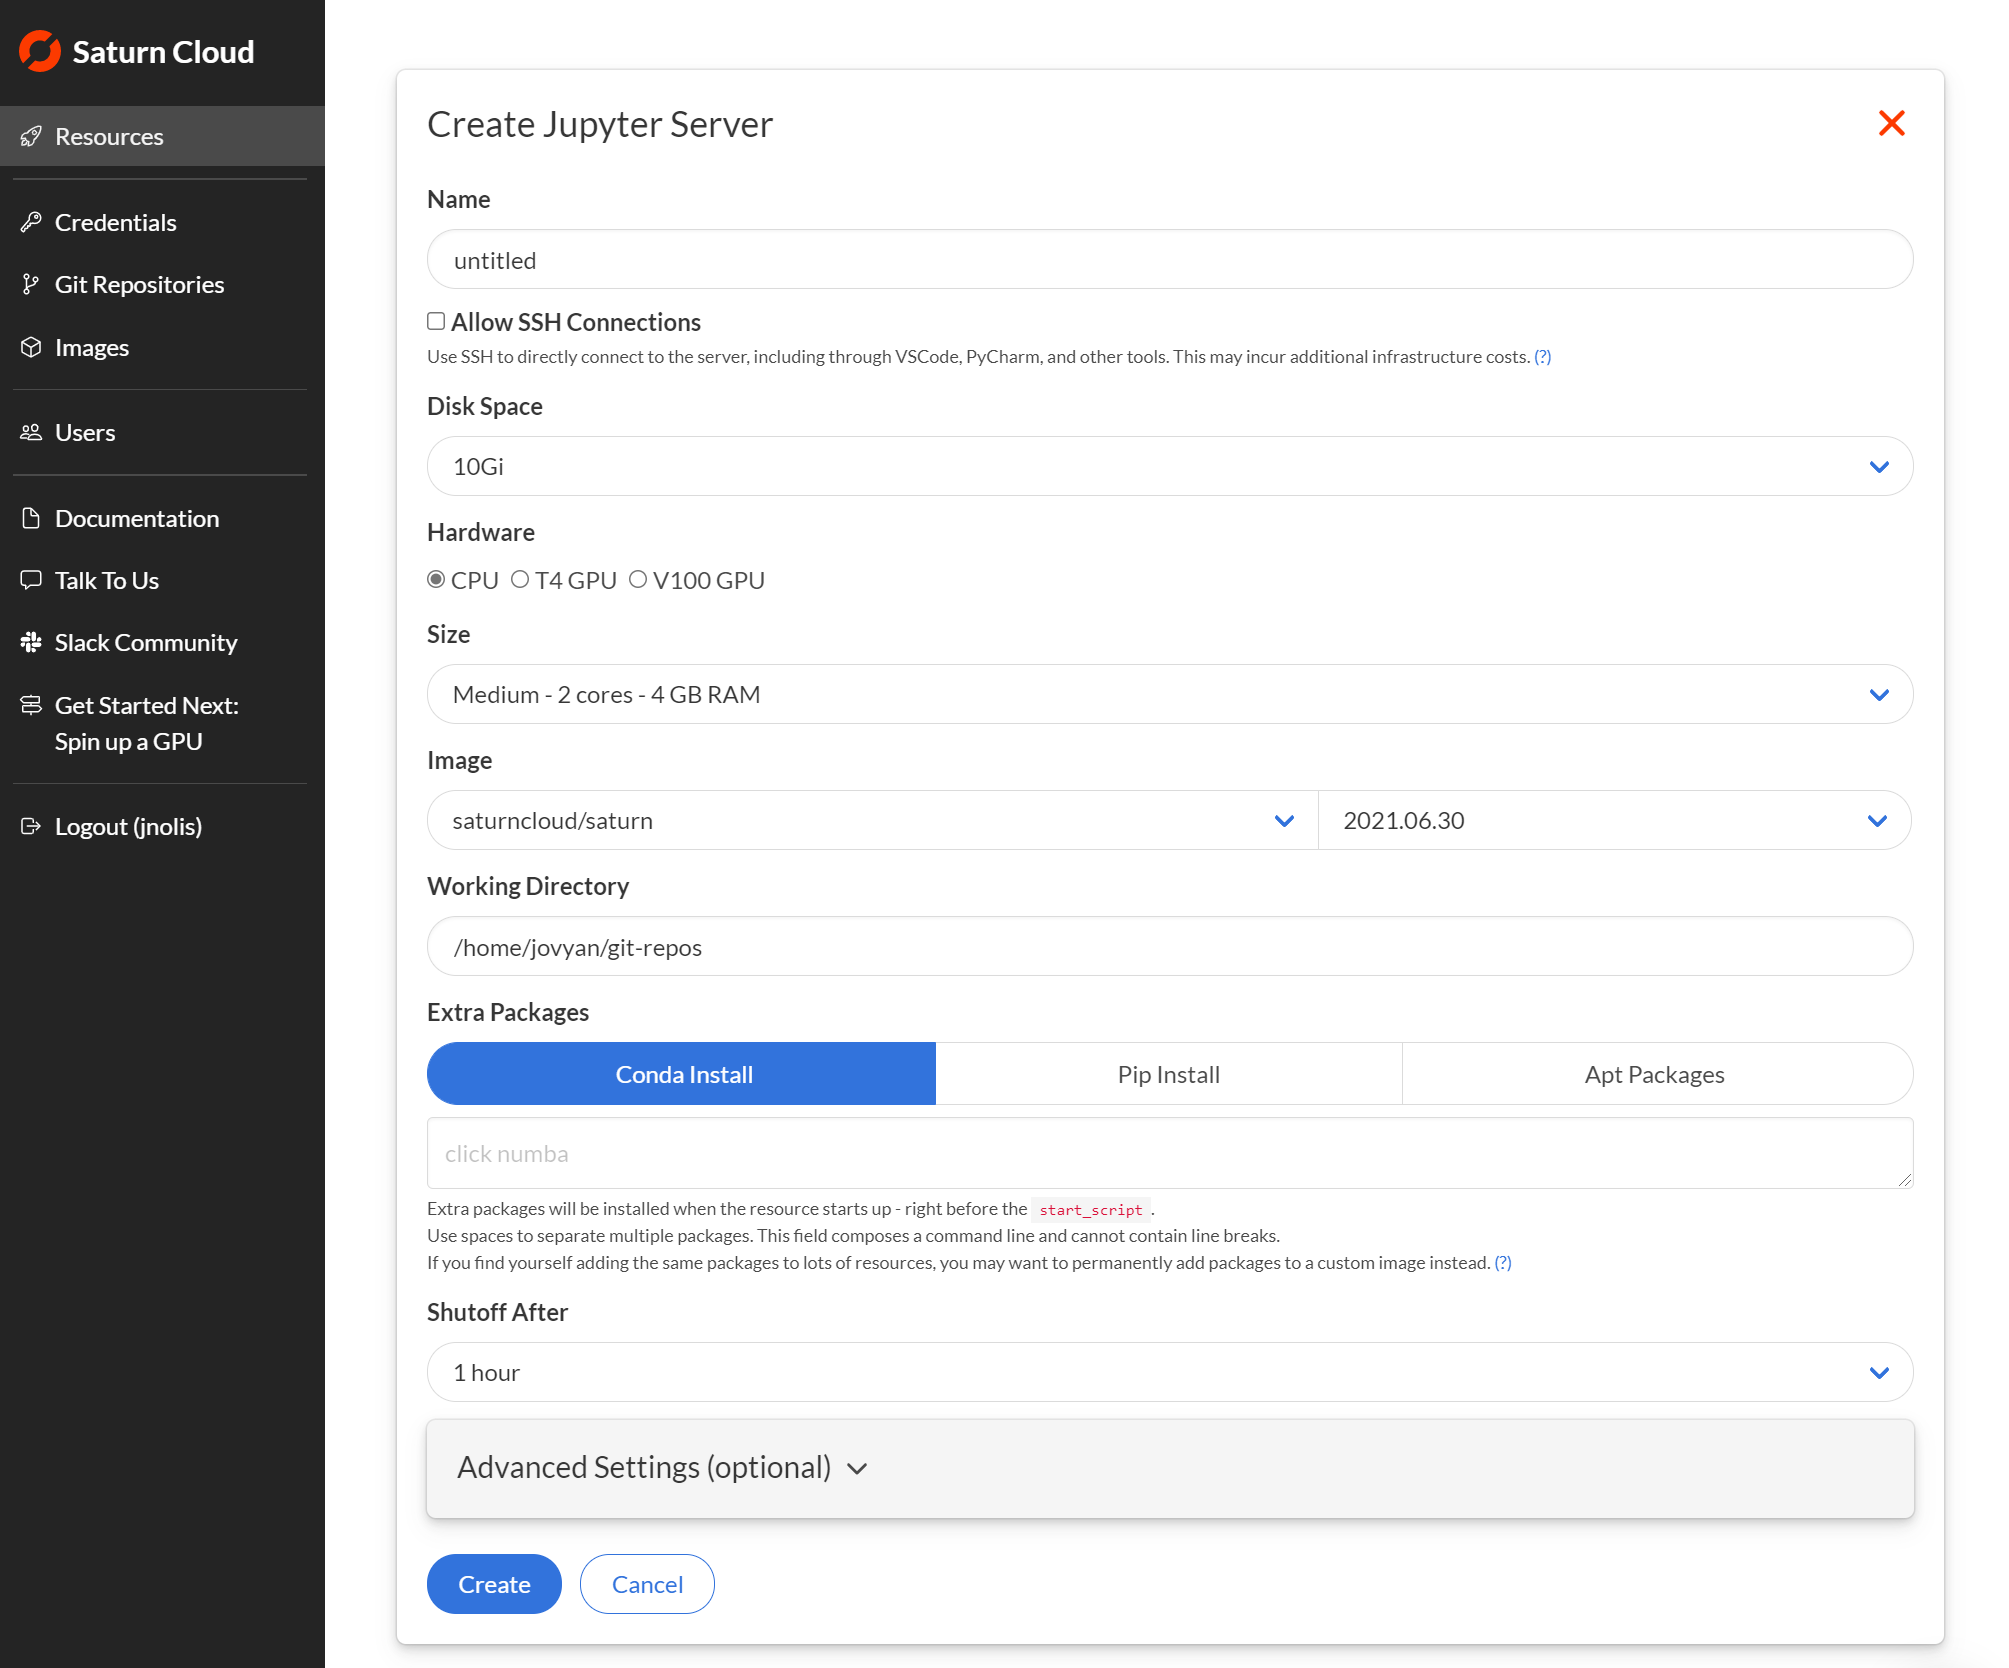 Saturn Cloud
Resources
Credentials
Git Repositories
Images
Users
Documentation
Talk To Us
Slack Community
Get Started Next:
Spin up a GPU
Logout (jnolis)
Create Jupyter Server
Name
untitled
Allow SSH Connections
Use SSH to directly connect to the server, including through VSCode, PyCharm, and other tools. This may incur additional infrastructure costs. (?)
Disk Space
10Gi
Hardware
CPU T4 GPU V100 GPU
Size
Medium - 2 cores - 4 GB RAM
Image
saturncloud/saturn 2021.06.30
Working Directory
/home/jovyan/git-repos
Extra Packages
Conda Install Pip Install Apt Packages
click numba
Extra packages will be installed when the resource starts up - right before the start_script.
Use spaces to separate multiple packages. This field composes a command line and cannot contain line breaks.
If you find yourself adding the same packages to lots of resources, you may want to permanently add packages to a custom image instead. (?)
Shutoff After
1 hour
Advanced Settings (optional)
Create Cancel